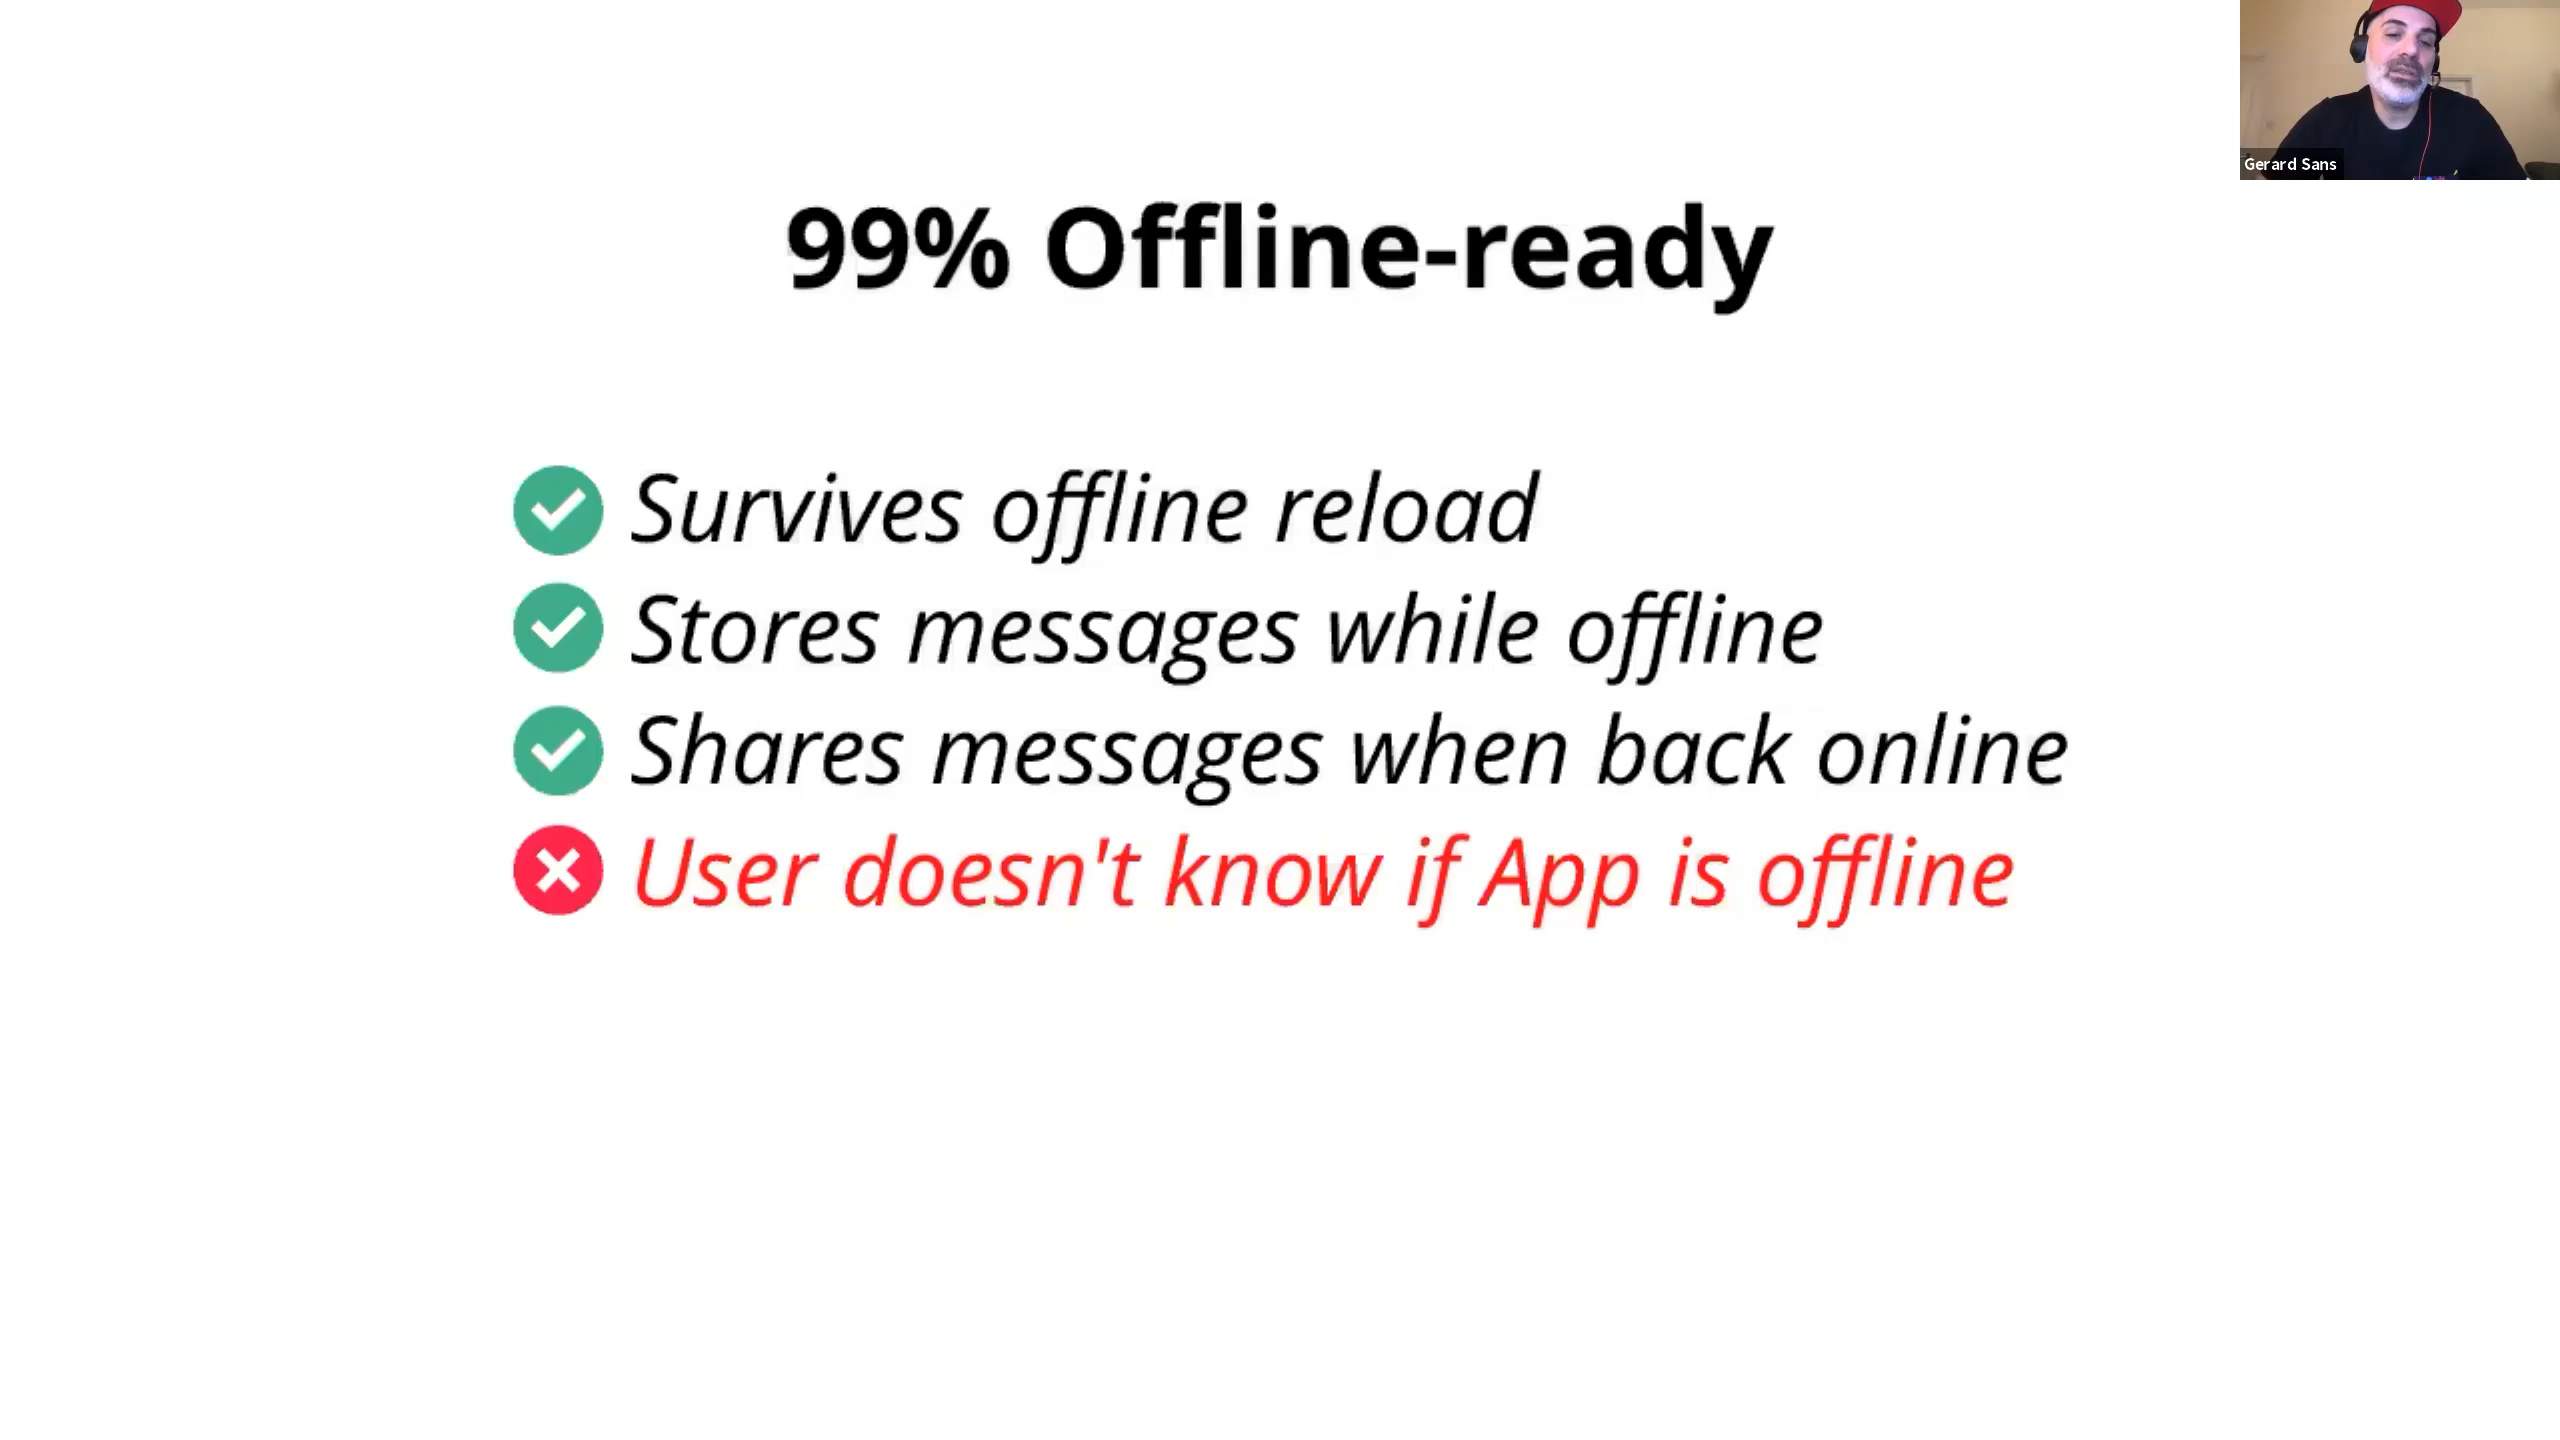 99% Offline-ready
Survives offline reload
Stores messages while offline
Shares messages when back online
User doesn't know if App is offline
Gerard Sans